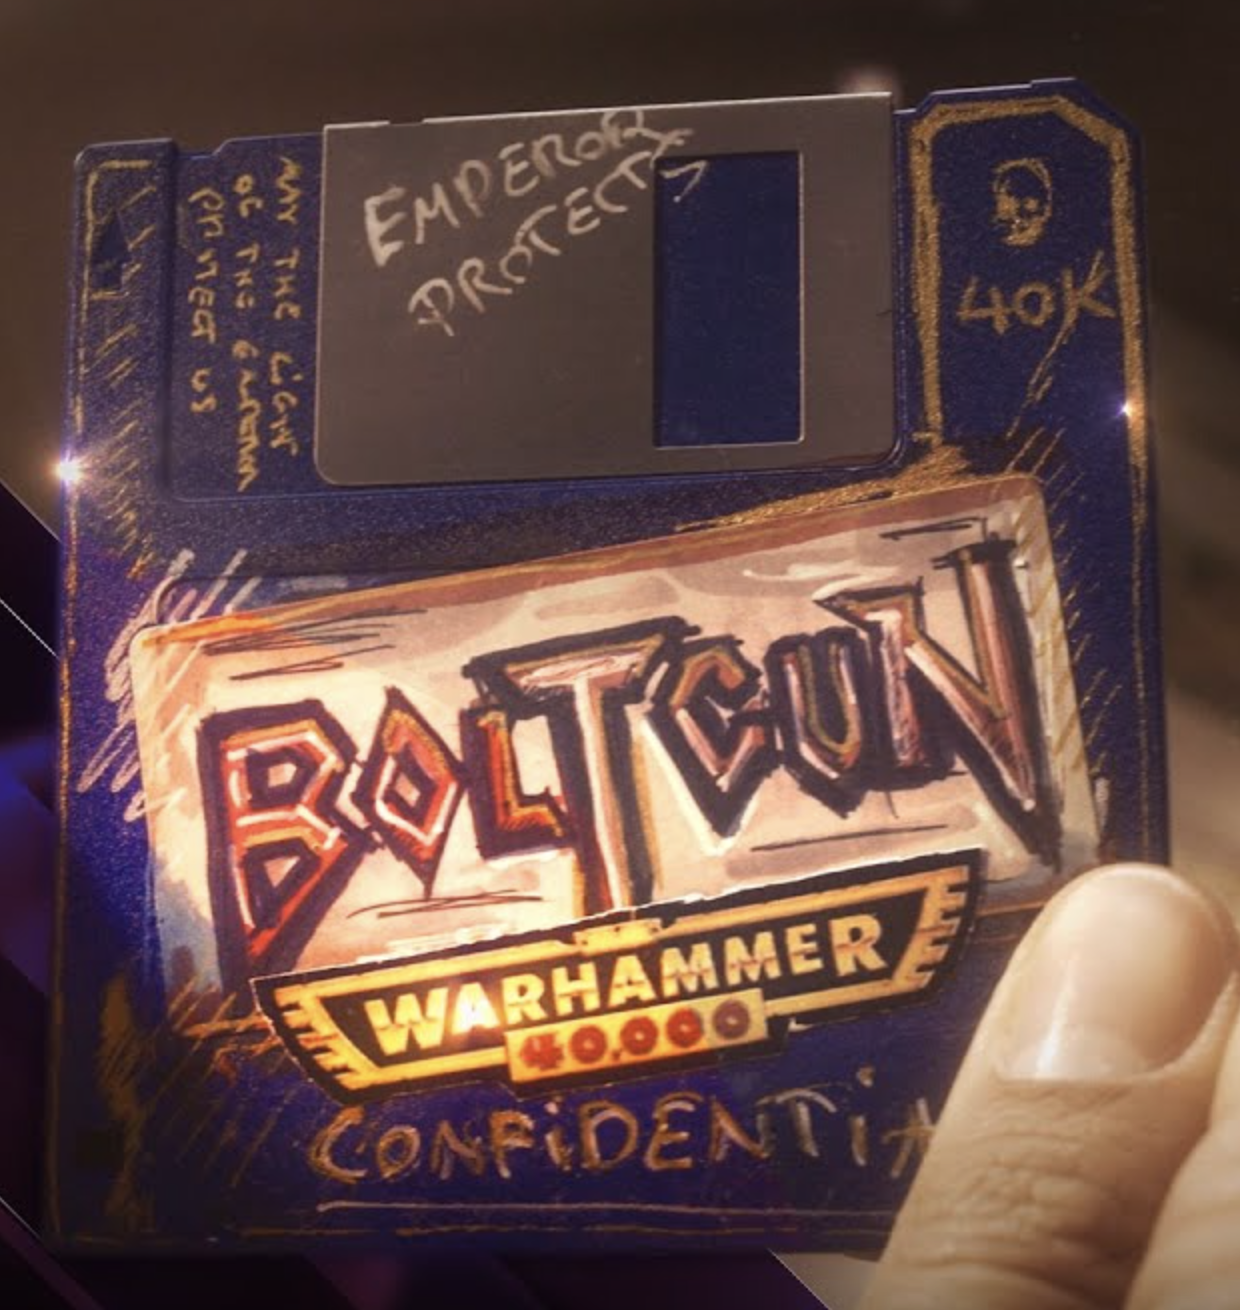 EMPEROR
PROTECTS
MAY THE LIGHT
OF THE
PROTECT US
40K
BOLTGUN
WARHAMMER
40,000
CONFIDENTIA